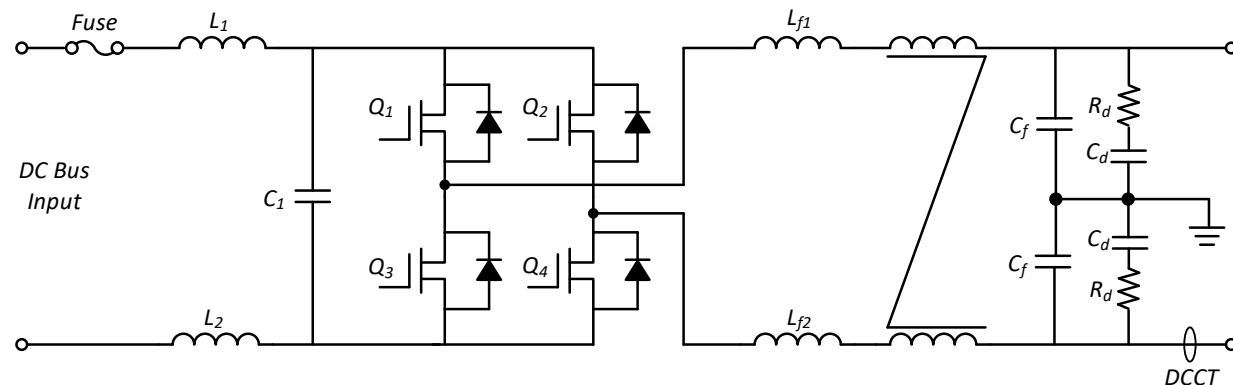 Fuse
L1
Lf1
Q1
Q2
Rd
Cf
Cd
DC Bus
Input
C1
Q3
Q4
Cf
Cd
Rd
L2
Lf2
DCCT